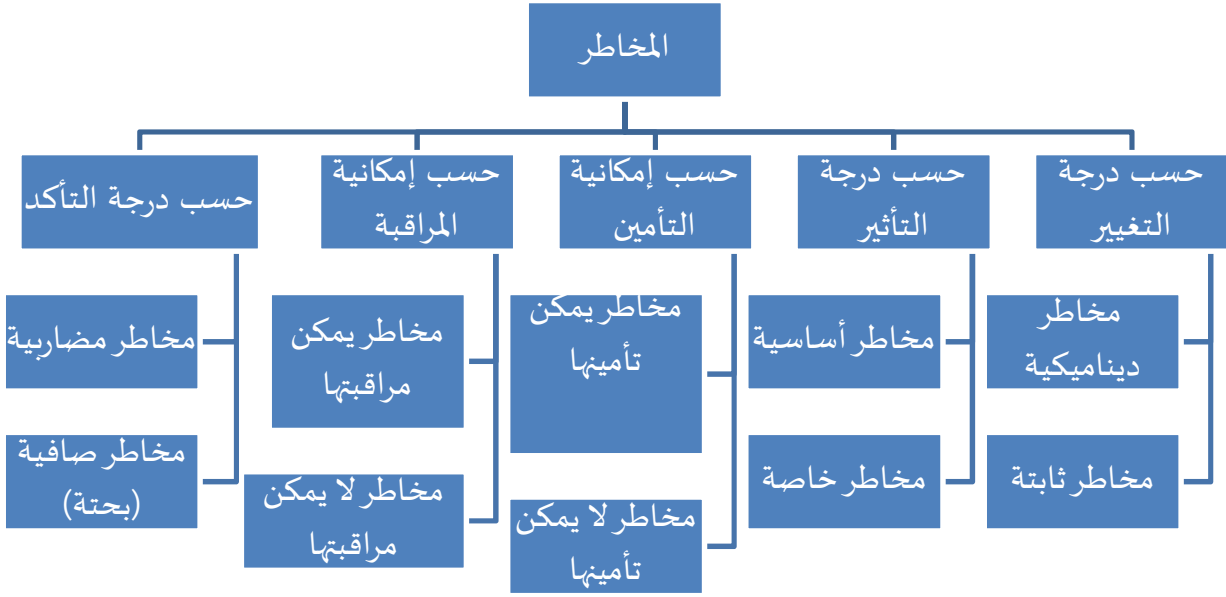 المخاطر
حسب درجة
التغيير
مخاطر
ديناميكية
مخاطر ثابتة
حسب درجة
التأثير
مخاطر أساسية
مخاطر خاصة
حسب إمكانية
التأمين
مخاطر يمكن
تأمينها
مخاطر لا يمكن
تأمينها
حسب إمكانية
المراقبة
مخاطر يمكن
مراقبتها
مخاطر لا يمكن
مراقبتها
حسب درجة التأكد
مخاطر مضاربية
مخاطر صافية
(بحتة)